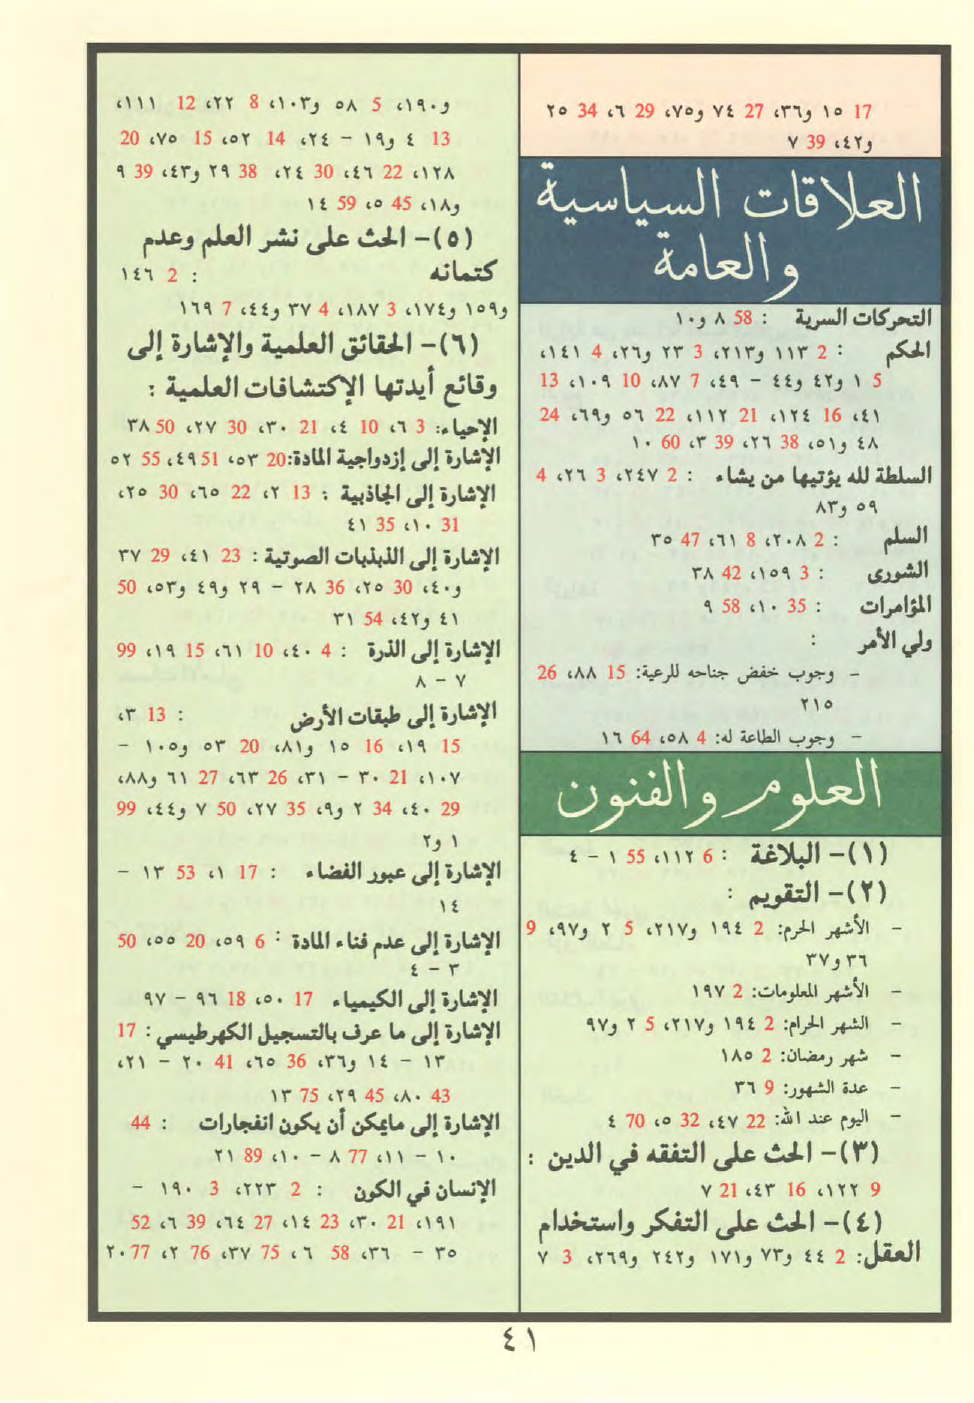 17 ١٥ و٣٦، 27 ٧٤ و٧٥، 29 ٦، 34 ٢٥
و٤٢، 39 ٧
العلاقات السياسية
والعامة
التحركات السرية : 58 ٨ و١٠
الحكم : 2 ١١٣ و٢١٣، 3 ٢٣ و٢٦، 4 ١٤١،
5 ١ و٤٢ و٤٤ – ٤٩، 7 ٨٧، 10 ١٠٩، 13
٤١، 16 ١٢٤، 21 ١١٢، 22 ٥٦ و٦٩، 24
٤٨ و٥١، 38 ٢٦، 39 ٣، 60 ١٠
السلطة لله يؤتيها من يشاء : 2 ٢٤٧، 3 ٢٦، 4
٥٩ و٨٣
السلم : 2 ٢٠٨، 8 ٦١، 47 ٣٥
الشورى : 3 ١٥٩، 42 ٣٨
المؤامرات : 35 ١٠، 58 ٩
ولي الأمر :
– وجوب خفض جناحه للرعية: 15 ٨٨، 26
٢١٥
– وجوب الطاعة له: 4 ٥٨، 64 ١٦
العلوم والفنون
(١)– البلاغة : 6 ١١٢، 55 ١ – ٤
(٢)– التقويم :
– الأشهر الحرم: 2 ١٩٤ و٢١٧، 5 ٢ و٩٧، 9
٣٦ و٣٧
– الأشهر المعلومات: 2 ١٩٧
– الشهر الحرام: 2 ١٩٤ و٢١٧، 5 ٢ و٩٧
– شهر رمضان: 2 ١٨٥
– عدة الشهور: 9 ٣٦
– اليوم عند الله: 22 ٤٧، 32 ٥، 70 ٤
(٣)– الحث على التفقه في الدين :
9 ١٢٢، 16 ٤٣، 21 ٧
(٤)– الحث على التفكر واستخدام
العقل: 2 ٤٤ و٧٣ و١٧١ و٢٤٢ و٢٦٩، 3 ٧
و١٩٠، 5 ٥٨ و١٠٣، 8 ٢٢، 12 ١١١،
13 ٤ و١٩ – ٢٤، 14 ٥٢، 15 ٧٥، 20
١٢٨، 22 ٤٦، 30 ٢٤، 38 ٢٩ و٤٣، 39 ٩
و١٨، 45 ٥، 59 ١٤
(٥)– الحث على نشر العلم وعدم
كتمانه : 2 ١٤٦
و١٥٩ و١٧٤، 3 ١٨٧، 4 ٣٧ و٤٤، 7 ١٦٩
(٦)– الحقائق العلمية والإشارة إلى
وقائع أيدتها الإكتشافات العلمية :
الإحياء: 3 ٦، 10 ٤، 21 ٣٠، 30 ٢٧، 50 ٣٨
الإشارة إلى إزدواجية المادة:20 ٥٣، 51 ٤٩، 55 ٥٢
الإشارة إلى الجاذبية : 13 ٢، 22 ٦٥، 30 ٢٥،
31 ١٠، 35 ٤١
الإشارة إلى الذبذبات الصوتية : 23 ٤١، 29 ٣٧
و٤٠، 30 ٢٥، 36 ٢٨ – ٢٩ و٤٩ و٥٣، 50
٤١ و٤٢، 54 ٣١
الإشارة إلى الذرة : 4 ٤٠، 10 ٦١، 15 ١٩، 99
٧ – ٨
الإشارة إلى طبقات الأرض : 13 ٣،
15 ١٩، 16 ١٥ و٨١، 20 ٥٣ و١٠٥ –
١٠٧، 21 ٣٠ – ٣١، 26 ٦٣، 27 ٦١ و٨٨،
29 ٤٠، 34 ٢ و٩، 35 ٢٧، 50 ٧ و٤٤، 99
١ و٢
الإشارة إلى عبور الفضاء : 17 ١، 53 ١٣ –
١٤
الإشارة إلى عدم فناء المادة : 6 ٥٩، 20 ٥٥، 50
٣ – ٤
الإشارة إلى الكيمياء 17 ٥٠، 18 ٩٦ – ٩٧
الإشارة إلى ما عرف بالتسجيل الكهرطيسي : 17
١٣ – ١٤ و٣٦، 36 ٦٥، 41 ٢٠ – ٢١،
43 ٨٠، 45 ٢٩، 75 ١٣
الإشارة إلى مايمكن أن يكون انفجارات : 44
١٠ – ١١، 77 ٨ – ١٠، 89 ٢١
الإنسان في الكون : 2 ٢٢٣، 3 ١٩٠ –
١٩١، 21 ٣٠، 23 ١٤، 27 ٦٤، 39 ٦، 52
٣٥ – ٣٦، 58 ٦، 75 ٣٧، 76 ٢، 77 ٢٠
٤١